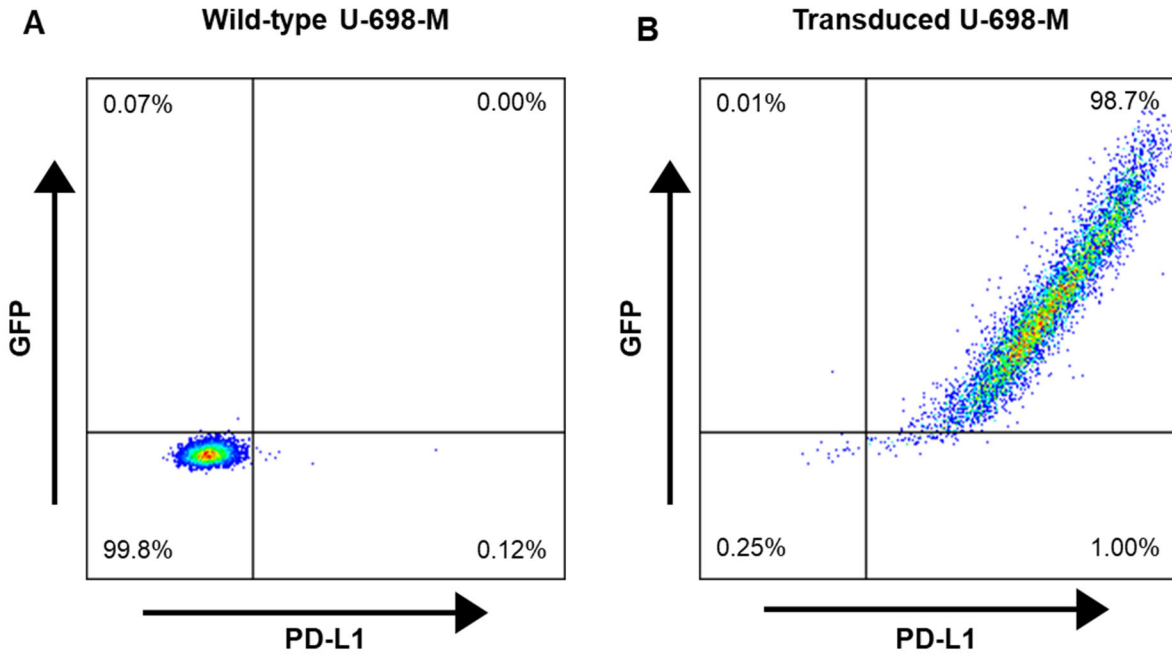 A
Wild-type U-698-M
0.07%
0.00%
GFP
99.8%
0.12%
PD-L1
B
Transduced U-698-M
0.01%
98.7%
GFP
0.25%
1.00%
PD-L1